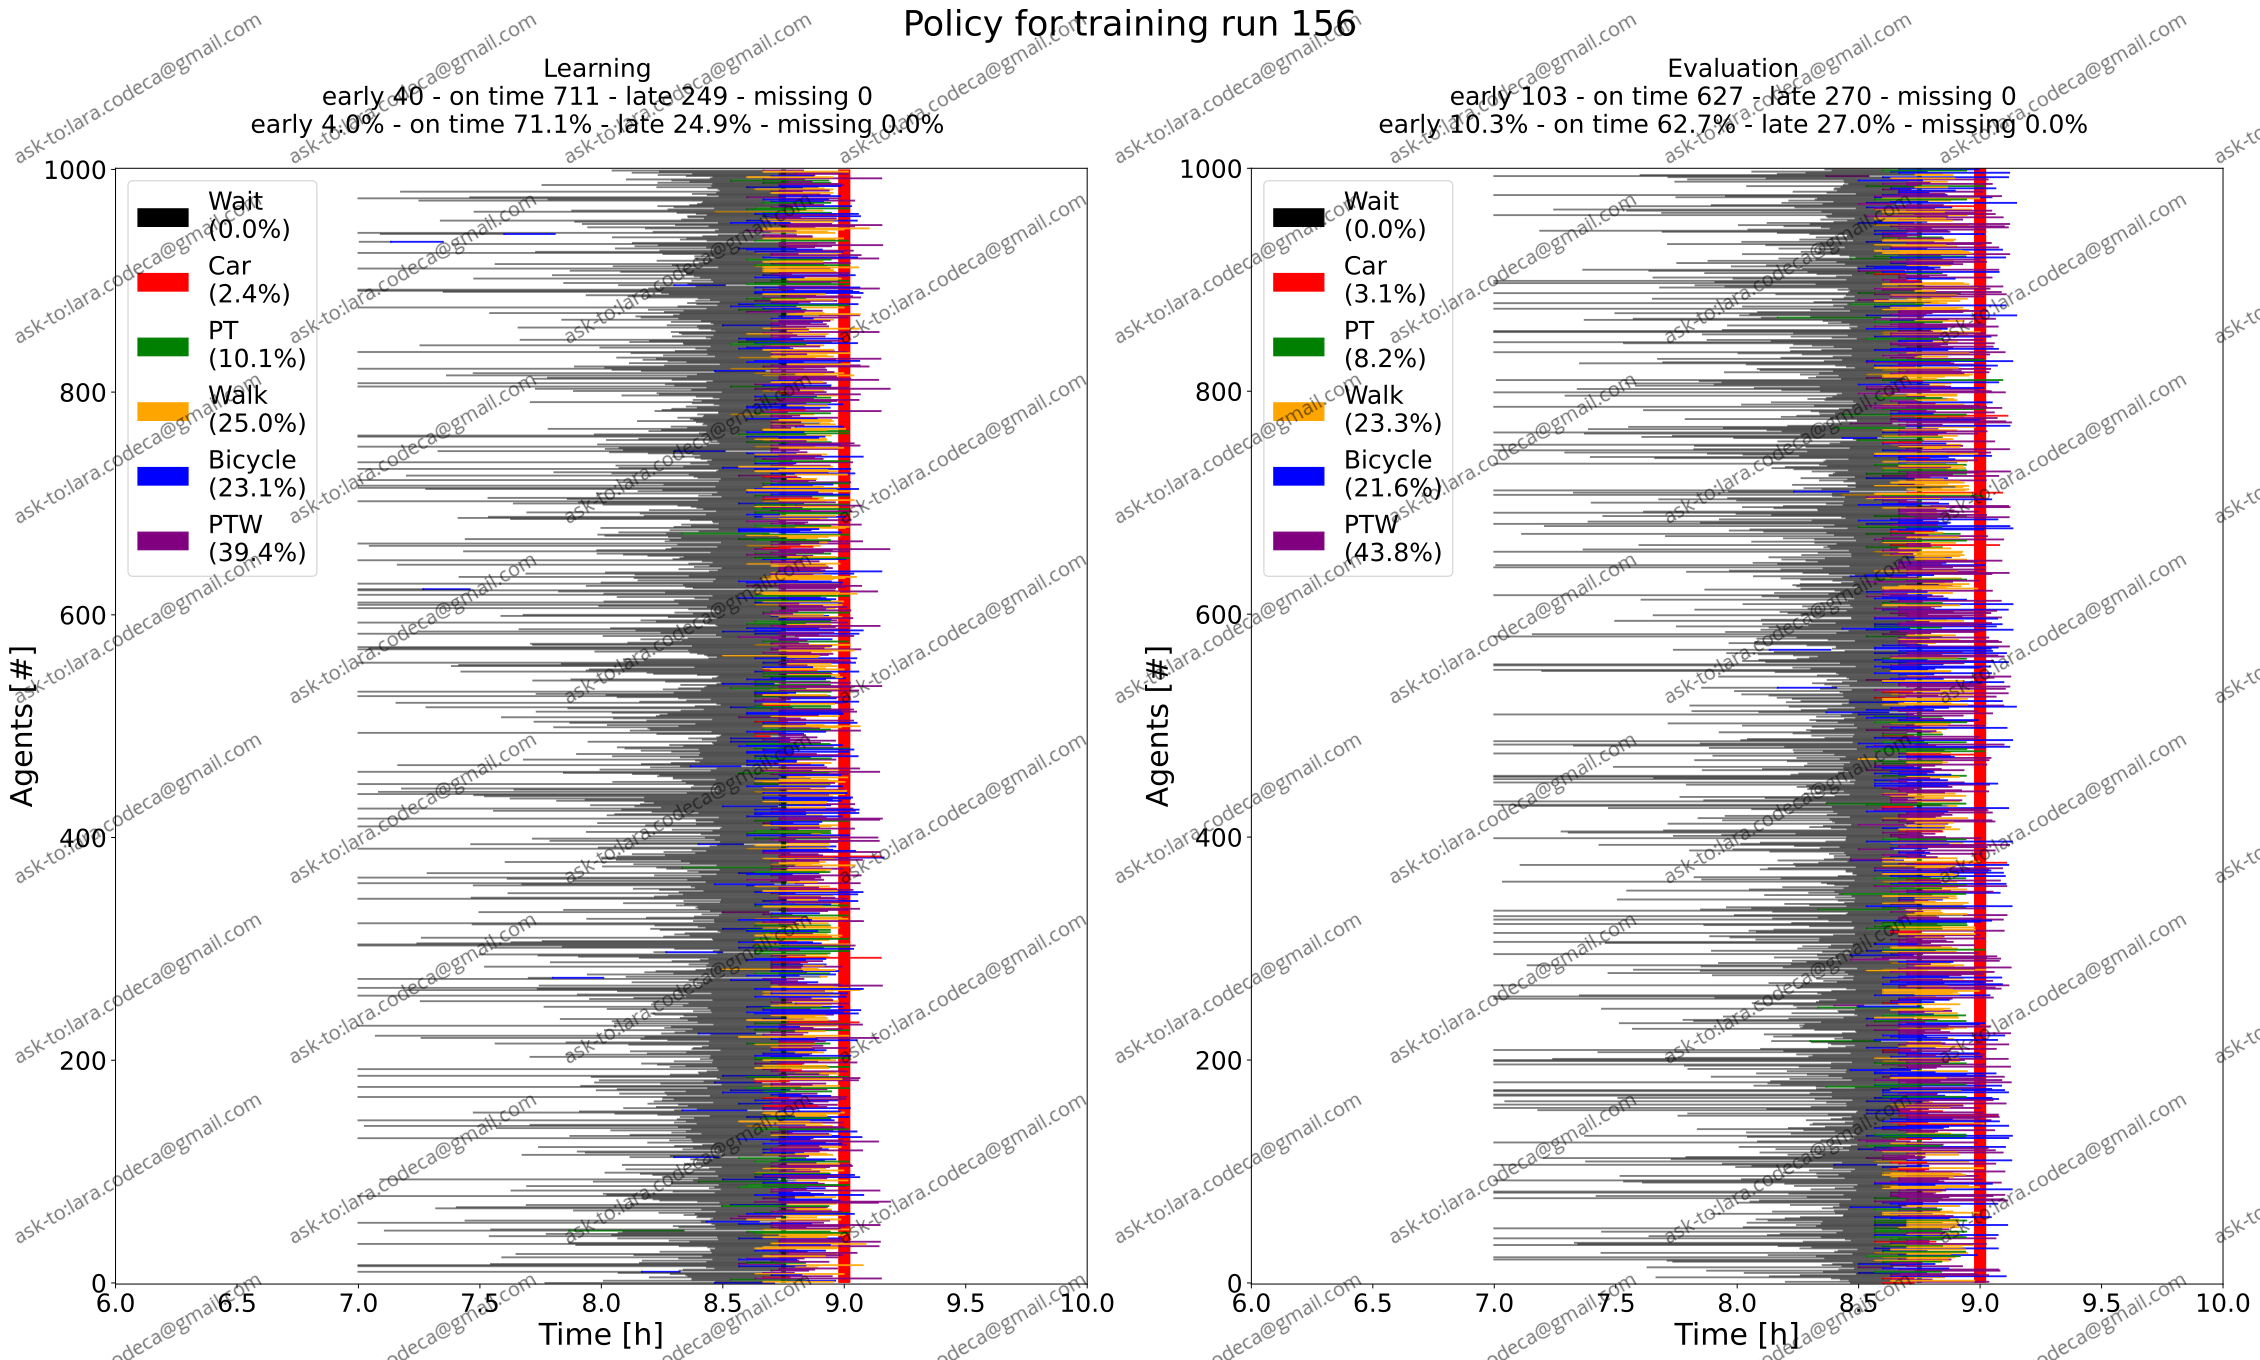 Policy for training run 156
Learning
early 40 - on time 711 - late 249 - missing 0
early 4.0% - on time 71.1% - late 24.9% - missing 0.0%
1000
800
600
400
200
0
Agents [#]
Wait
(0.0%)
Car
(2.4%)
PT
(10.1%)
Walk
(25.0%)
Bicycle
(23.1%)
PTW
(39.4%)
6.0 6.5 7.0 7.5 8.0 8.5 9.0 9.5 10.0
Time [h]
Evaluation
early 103 - on time 627 - late 270 - missing 0
early 10.3% - on time 62.7% - late 27.0% - missing 0.0%
1000
800
600
400
200
0
Agents [#]
Wait
(0.0%)
Car
(3.1%)
PT
(8.2%)
Walk
(23.3%)
Bicycle
(21.6%)
PTW
(43.8%)
6.0 6.5 7.0 7.5 8.0 8.5 9.0 9.5 10.0
Time [h]
ask-to:lara.codeca@gmail.com